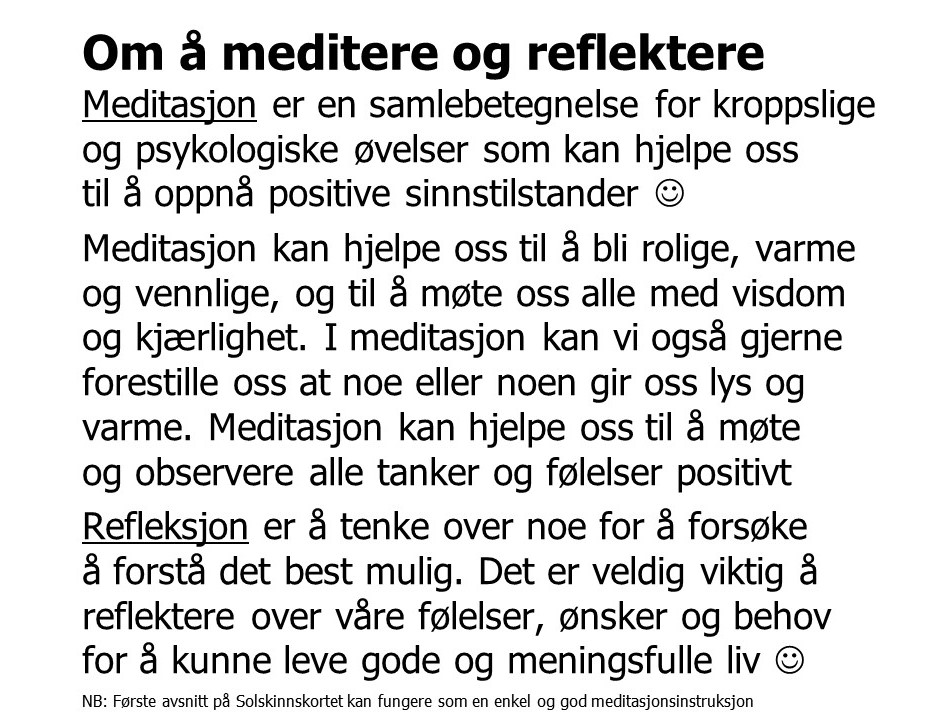 Om å meditere og reflektere
Meditasjon er en samlebetegnelse for kroppslige
og psykologiske øvelser som kan hjelpe oss
til å oppnå positive sinnstilstander ☺
Meditasjon kan hjelpe oss til å bli rolige, varme
og vennlige, og til å møte oss alle med visdom
og kjærlighet. I meditasjon kan vi også gjerne
forestille oss at noe eller noen gir oss lys og
varme. Meditasjon kan hjelpe oss til å møte
og observere alle tanker og følelser positivt
Refleksjon er å tenke over noe for å forsøke
å forstå det best mulig. Det er veldig viktig å
reflektere over våre følelser, ønsker og behov
for å kunne leve gode og meningsfulle liv ☺
NB: Første avsnitt på Solskinnskortet kan fungere som en enkel og god meditasjonsinstruksjon